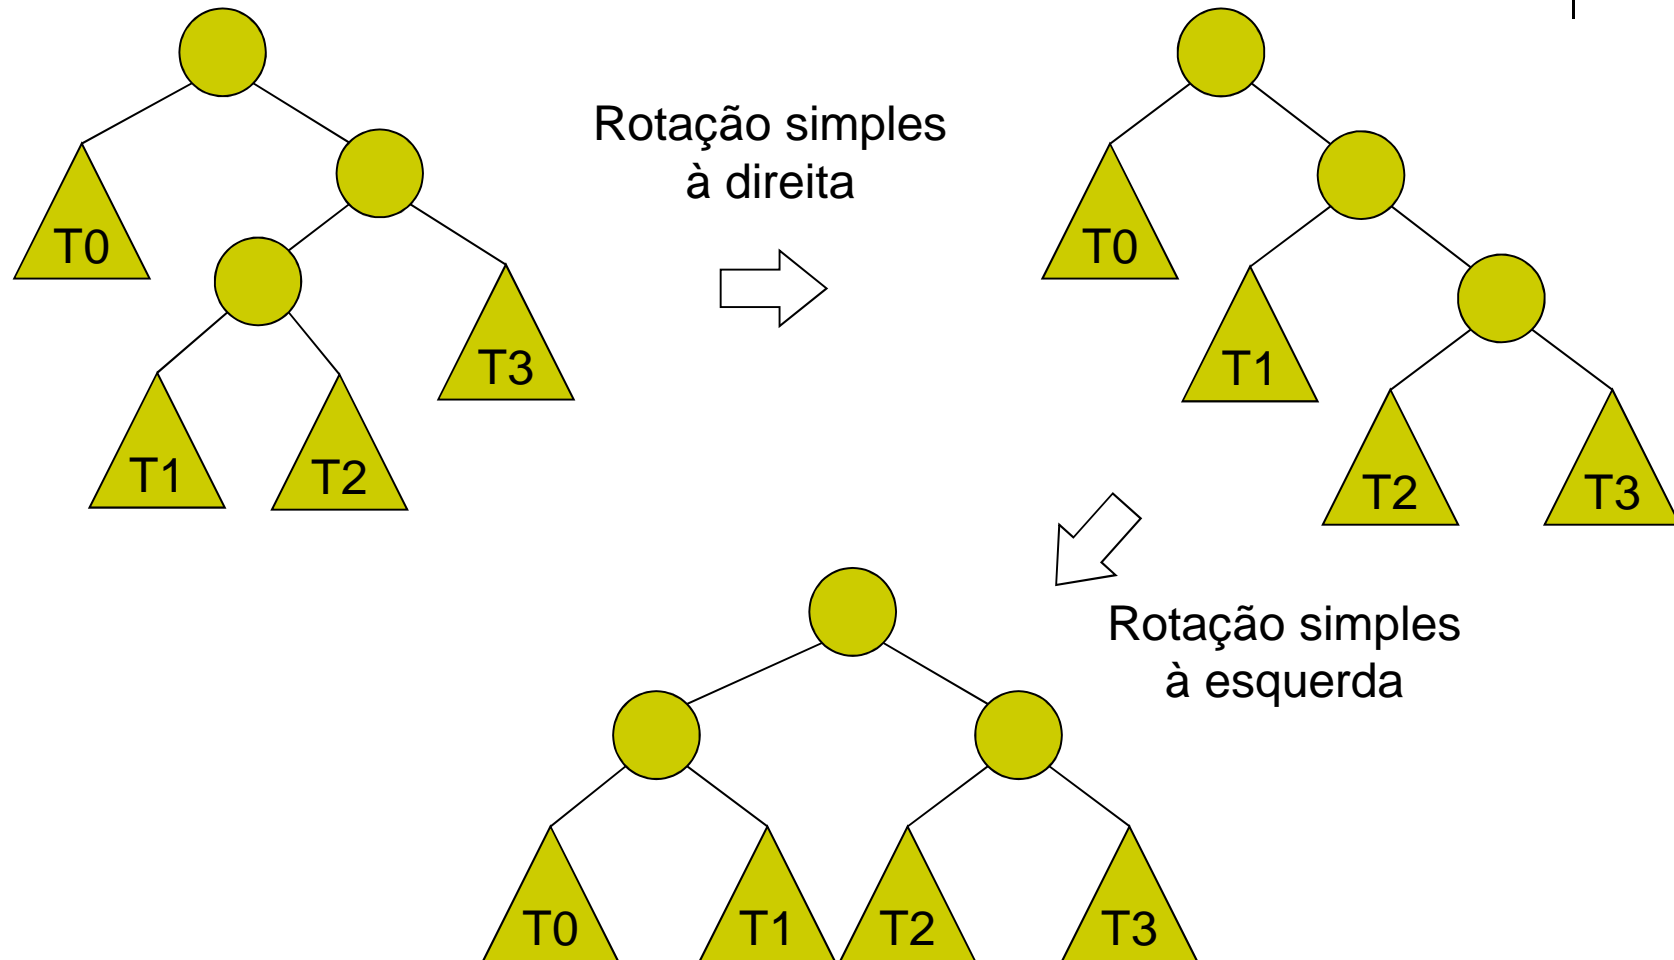 Rotação simples
à direita
T0
T3
T1
T2
T0
T1
T2
T3
Rotação simples
à esquerda
T0
T1
T2
T3